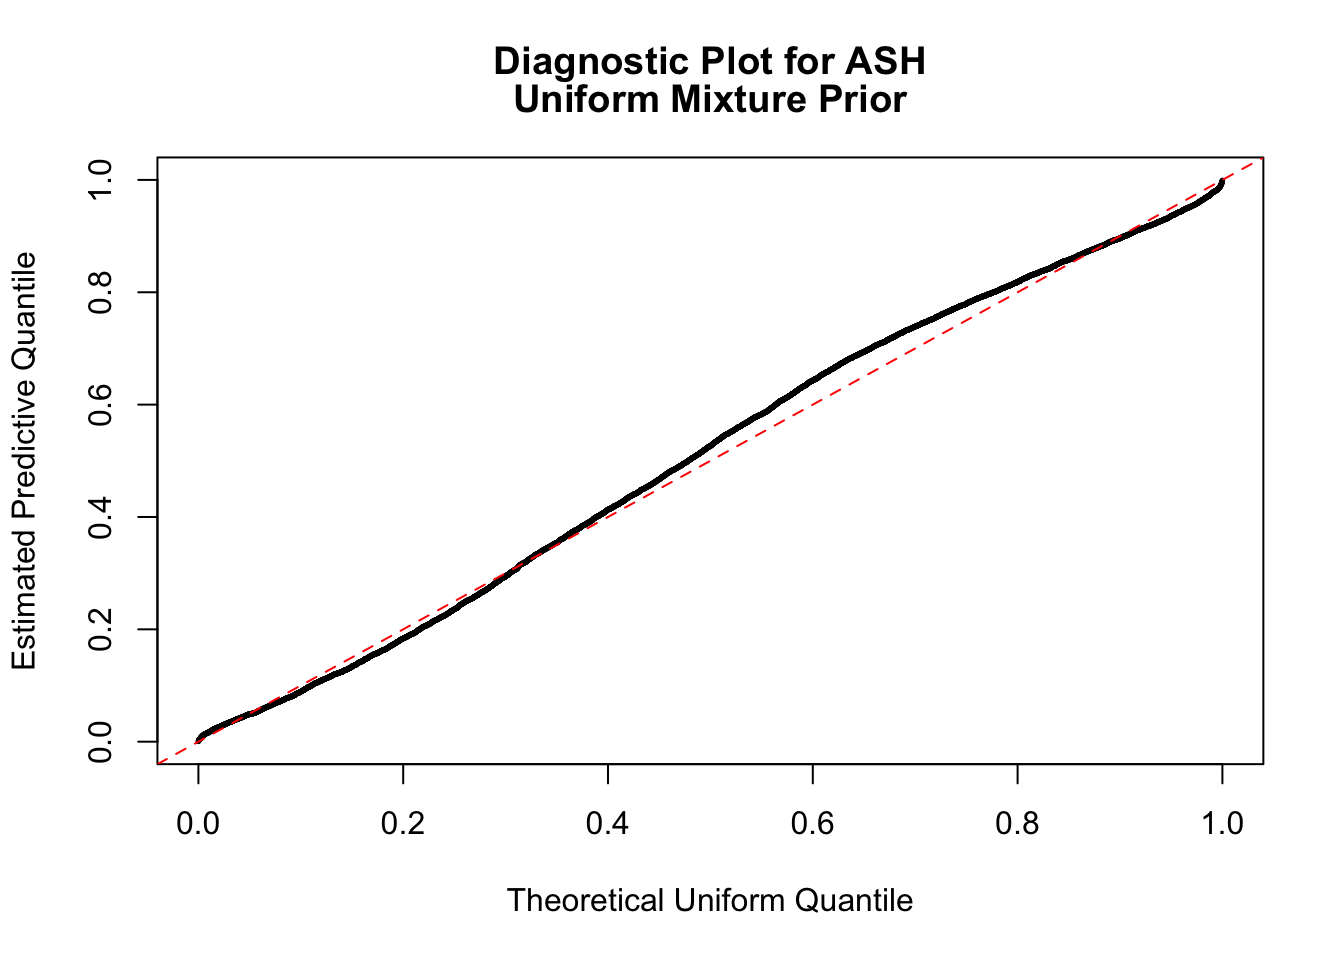 Diagnostic Plot for ASH
Uniform Mixture Prior
Estimated Predictive Quantile
1.0
0.8
0.6
0.4
0.2
0.0
0.0 0.2 0.4 0.6 0.8 1.0
Theoretical Uniform Quantile